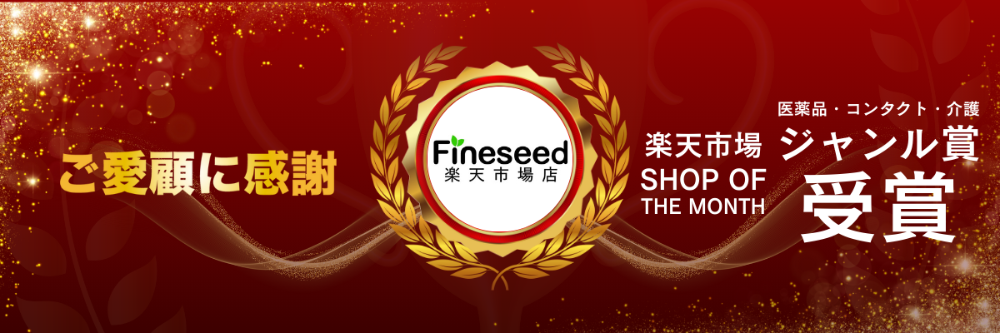 ご愛顧に感謝
Fineseed
楽天市場店
楽天市場
SHOP OF
THE MONTH
医薬品・コンタクト・介護
ジャンル賞
受賞